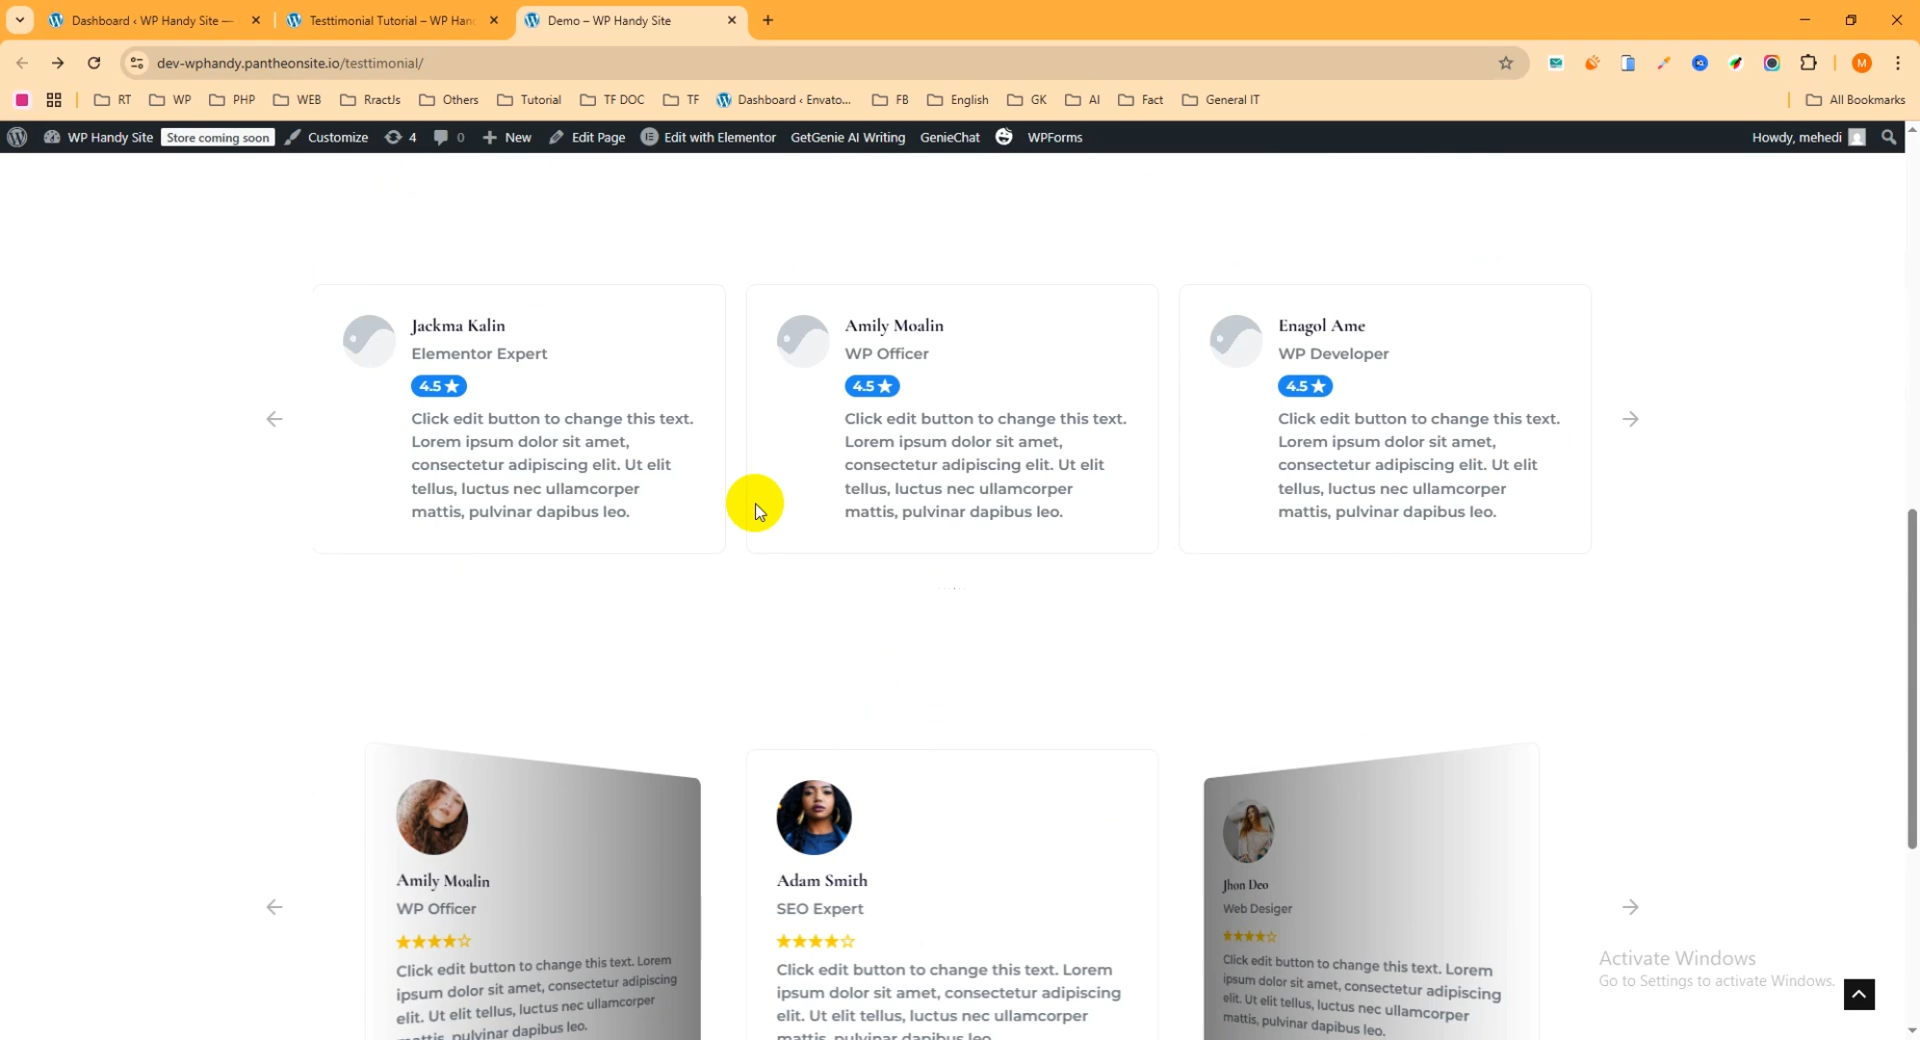 Dashboard ‹ WP Handy Site —
Testtimonial Tutorial – WP Han
Demo – WP Handy Site
dev-wphandy.pantheonsite.io/testtimonial/
RT
WP
PHP
WEB
RractJs
Others
Tutorial
TF DOC
TF
Dashboard ‹ Envato...
FB
English
GK
AI
Fact
General IT
All Bookmarks
WP Handy Site
Store coming soon
Customize
4
0
New
Edit Page
Edit with Elementor
GetGenie AI Writing
GenieChat
WPForms
Howdy, mehedi
Jackma Kalin
Elementor Expert
4.5★
Click edit button to change this text.
Lorem ipsum dolor sit amet,
consectetur adipiscing elit. Ut elit
tellus, luctus nec ullamcorper
mattis, pulvinar dapibus leo.
Amily Moalin
WP Officer
4.5★
Click edit button to change this text.
Lorem ipsum dolor sit amet,
consectetur adipiscing elit. Ut elit
tellus, luctus nec ullamcorper
mattis, pulvinar dapibus leo.
Enagol Ame
WP Developer
4.5★
Click edit button to change this text.
Lorem ipsum dolor sit amet,
consectetur adipiscing elit. Ut elit
tellus, luctus nec ullamcorper
mattis, pulvinar dapibus leo.
Amily Moalin
WP Officer
★★★★☆
Click edit button to change this text. Lorem
ipsum dolor sit amet, consectetur adipiscing
elit. Ut elit tellus, luctus nec ullamcorper
mattis, pulvinar dapibus leo.
Adam Smith
SEO Expert
★★★★☆
Click edit button to change this text. Lorem
ipsum dolor sit amet, consectetur adipiscing
elit. Ut elit tellus, luctus nec ullamcorper
mattis, pulvinar dapibus leo.
Jhon Deo
Web Desiger
★★★★☆
Click edit button to change this text. Lorem
ipsum dolor sit amet, consectetur adipiscing
elit. Ut elit tellus, luctus nec ullamcorper
mattis, pulvinar dapibus leo.
Activate Windows
Go to Settings to activate Windows.